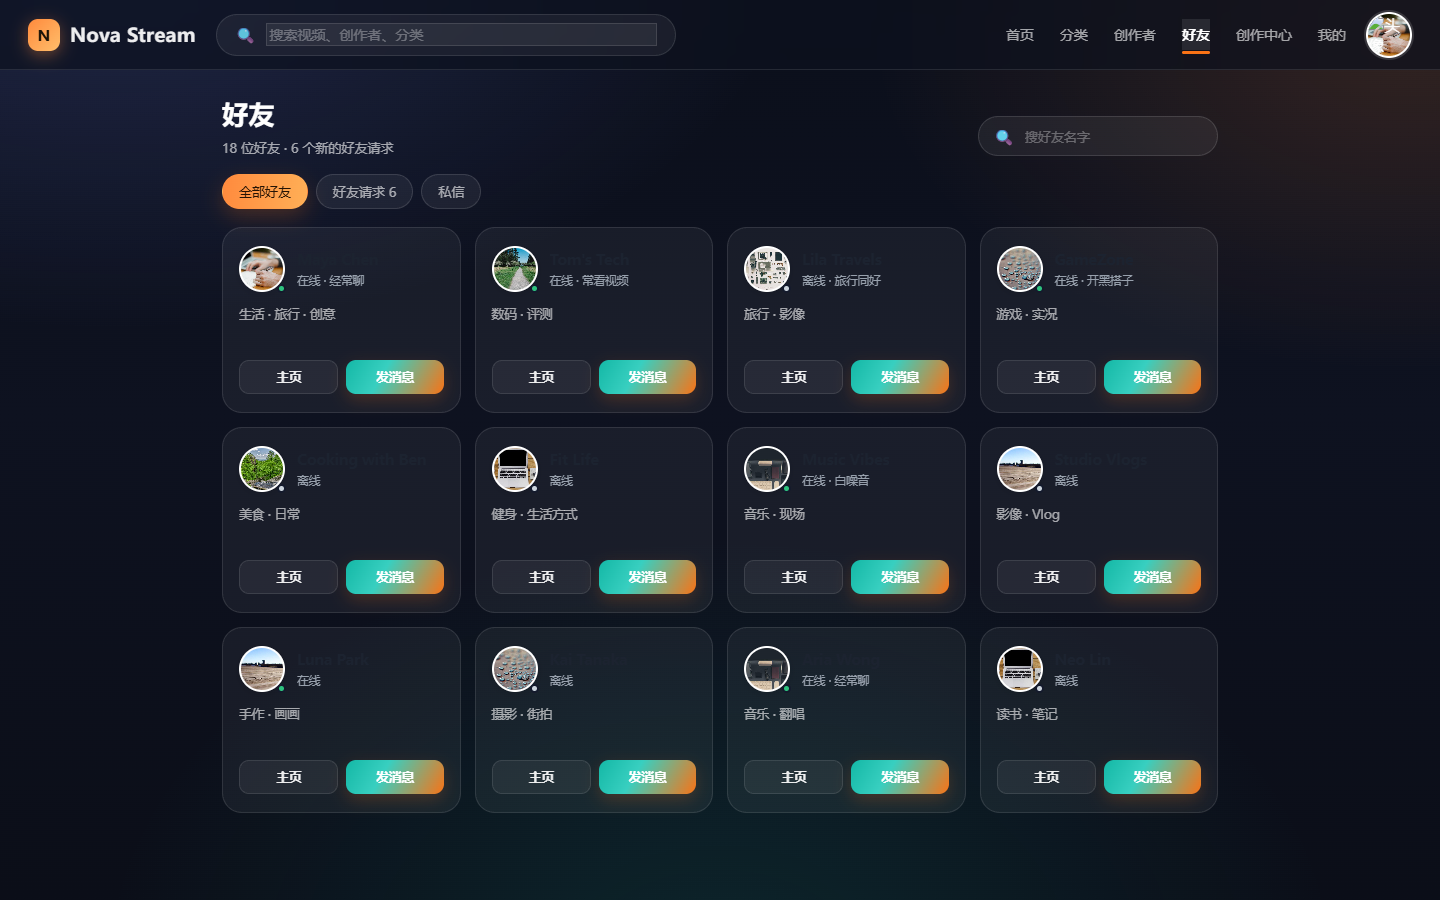 N Nova Stream
搜索视频、创作者、分类
首页 分类 创作者 好友 创作中心 我的
好友
18 位好友 · 6 个新的好友请求
搜好友名字
全部好友 好友请求 6 私信
Tom's Tech
Lila Travels
在线 · 经常聊
在线 · 常看视频
离线 · 旅行同好
在线 · 开黑搭子
生活 · 旅行 · 创意
数码 · 评测
旅行 · 影像
游戏 · 实况
主页 发消息 主页 发消息 主页 发消息 主页 发消息
Cooking with Ben
Fit Life
Music Vibes
Studio Vlogs
离线
离线
在线 · 白噪音
离线
美食 · 日常
健身 · 生活方式
音乐 · 现场
影像 · Vlog
主页 发消息 主页 发消息 主页 发消息 主页 发消息
Luna Park
Neo Lin
在线
离线
在线 · 经常聊
离线
手作 · 画画
摄影 · 街拍
音乐 · 翻唱
读书 · 笔记
主页 发消息 主页 发消息 主页 发消息 主页 发消息